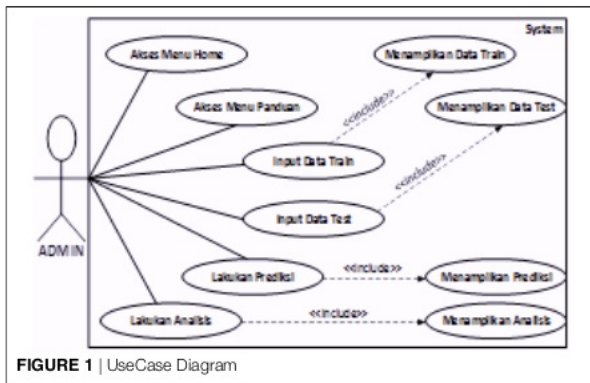 System
Akses Menu Home
Menampilkan Data Train
Akses Menu Panduan
<<include>>
Menampilkan Data Test
Input Data Train
<<include>>
Input Data Test
ADMIN
Lakukan Prediksi
<<include>>
Menampilkan Prediksi
Lakukan Analisis
<<include>>
Menampilkan Analisis
FIGURE 1 | UseCase Diagram